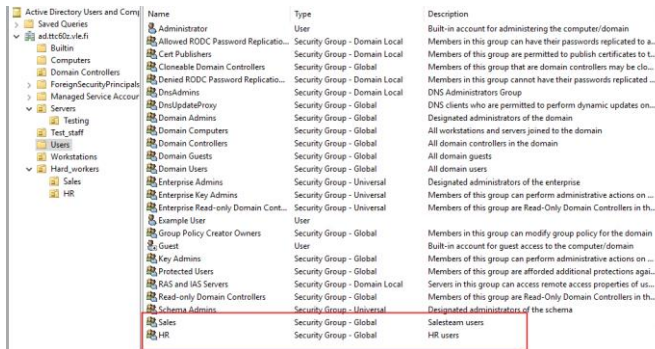 Active Directory Users and Comp
Saved Queries
ad.ttc60z.vle.fi
Builtin
Computers
Domain Controllers
ForeignSecurityPrincipals
Managed Service Accour
Servers
Testing
Test_staff
Users
Workstations
Hard_workers
Sales
HR
Name Type Description
Administrator User Built-in account for administering the computer/domain
Allowed RODC Password Replicatio... Security Group - Domain Local Members in this group can have their passwords replicated to a...
Cert Publishers Security Group - Domain Local Members of this group are permitted to publish certificates to t...
Cloneable Domain Controllers Security Group - Global Members of this group that are domain controllers may be clo...
Denied RODC Password Replicatio... Security Group - Domain Local Members in this group cannot have their passwords replicated ...
DnsAdmins Security Group - Domain Local DNS Administrators Group
DnsUpdateProxy Security Group - Global DNS clients who are permitted to perform dynamic updates on...
Domain Admins Security Group - Global Designated administrators of the domain
Domain Computers Security Group - Global All workstations and servers joined to the domain
Domain Controllers Security Group - Global All domain controllers in the domain
Domain Guests Security Group - Global All domain guests
Domain Users Security Group - Global All domain users
Enterprise Admins Security Group - Universal Designated administrators of the enterprise
Enterprise Key Admins Security Group - Universal Members of this group can perform administrative actions on ...
Enterprise Read-only Domain Cont... Security Group - Universal Members of this group are Read-Only Domain Controllers in th...
Example User User
Group Policy Creator Owners Security Group - Global Members in this group can modify group policy for the domain
Guest User Built-in account for guest access to the computer/domain
Key Admins Security Group - Global Members of this group can perform administrative actions on ...
Protected Users Security Group - Global Members of this group are afforded additional protections agai...
RAS and IAS Servers Security Group - Domain Local Servers in this group can access remote access properties of us...
Read-only Domain Controllers Security Group - Global Members of this group are Read-Only Domain Controllers in th...
Schema Admins Security Group - Universal Designated administrators of the schema
Sales Security Group - Global Salesteam users
HR Security Group - Global HR users